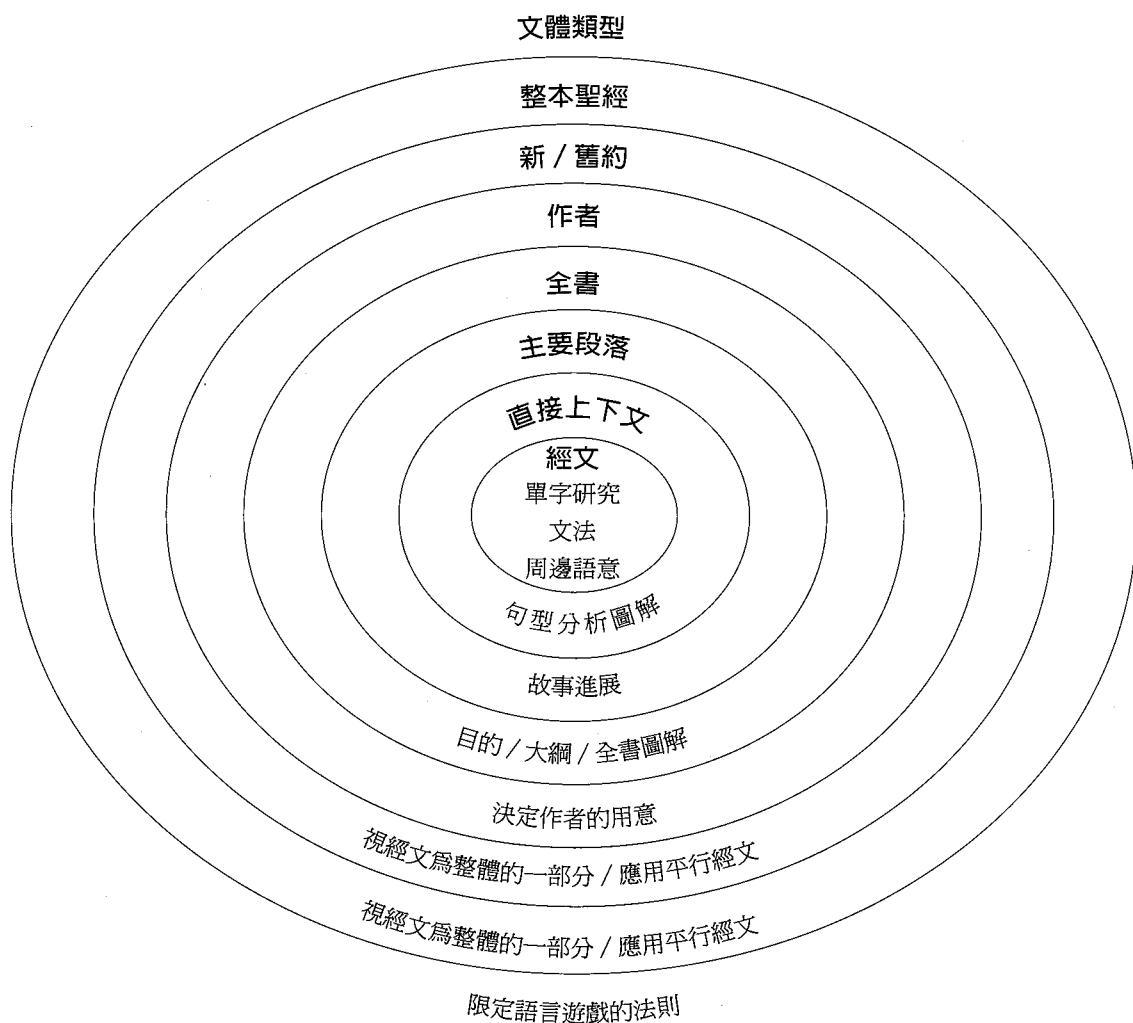 文體類型
整本聖經
新 / 舊約
作者
全書
主要段落
直接上下文
經文
單字研究
文法
周邊語意
句型分析圖解
故事進展
目的 / 大綱 / 全書圖解
決定作者的用意
視經文爲整體的一部分 / 應用平行經文
視經文爲整體的一部分 / 應用平行經文
限定語言遊戲的法則